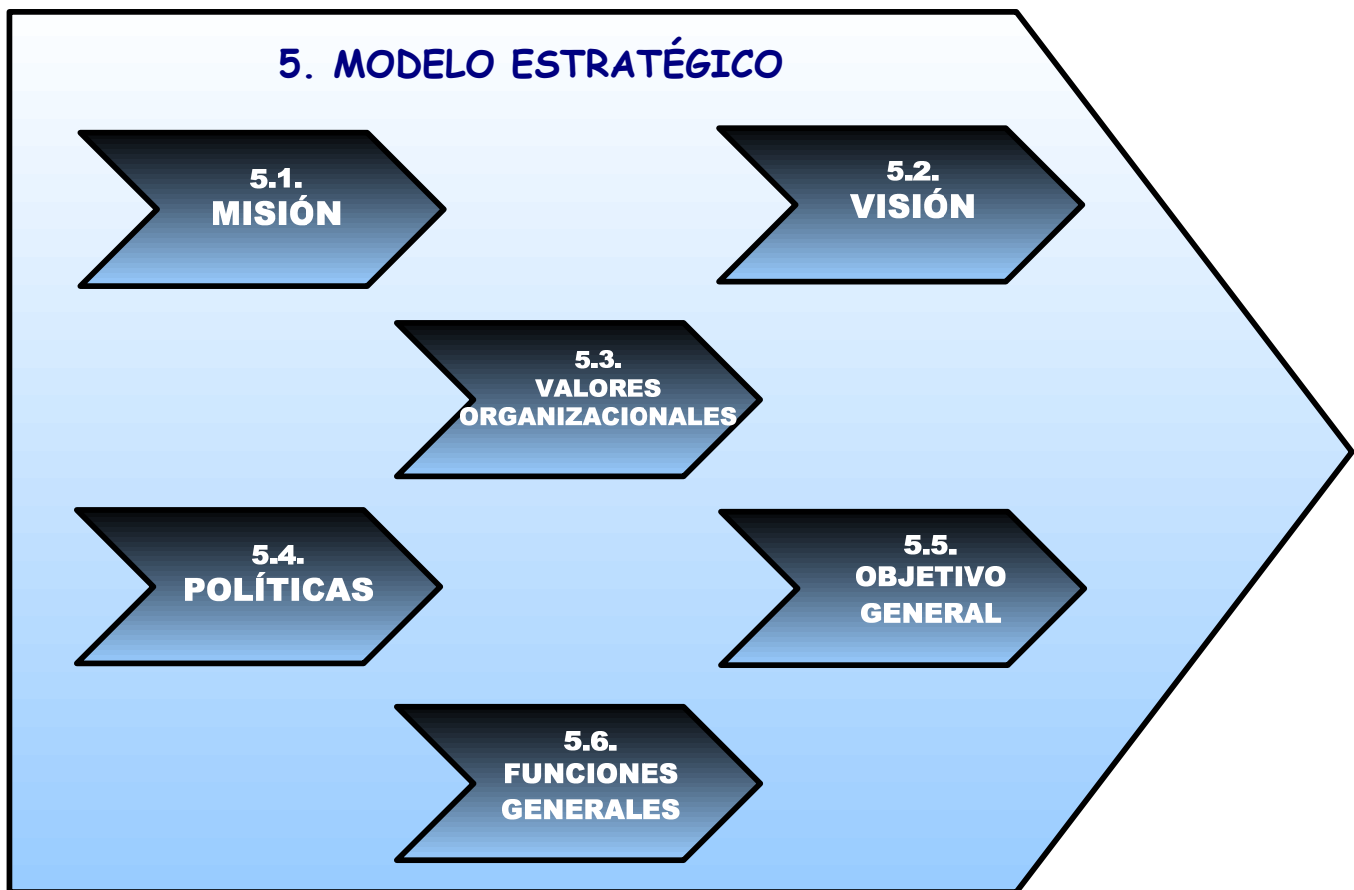 5. MODELO ESTRATÉGICO
5.1.
MISIÓN
5.2.
VISIÓN
5.3.
VALORES
ORGANIZACIONALES
5.4.
POLÍTICAS
5.5.
OBJETIVO
GENERAL
5.6.
FUNCIONES
GENERALES